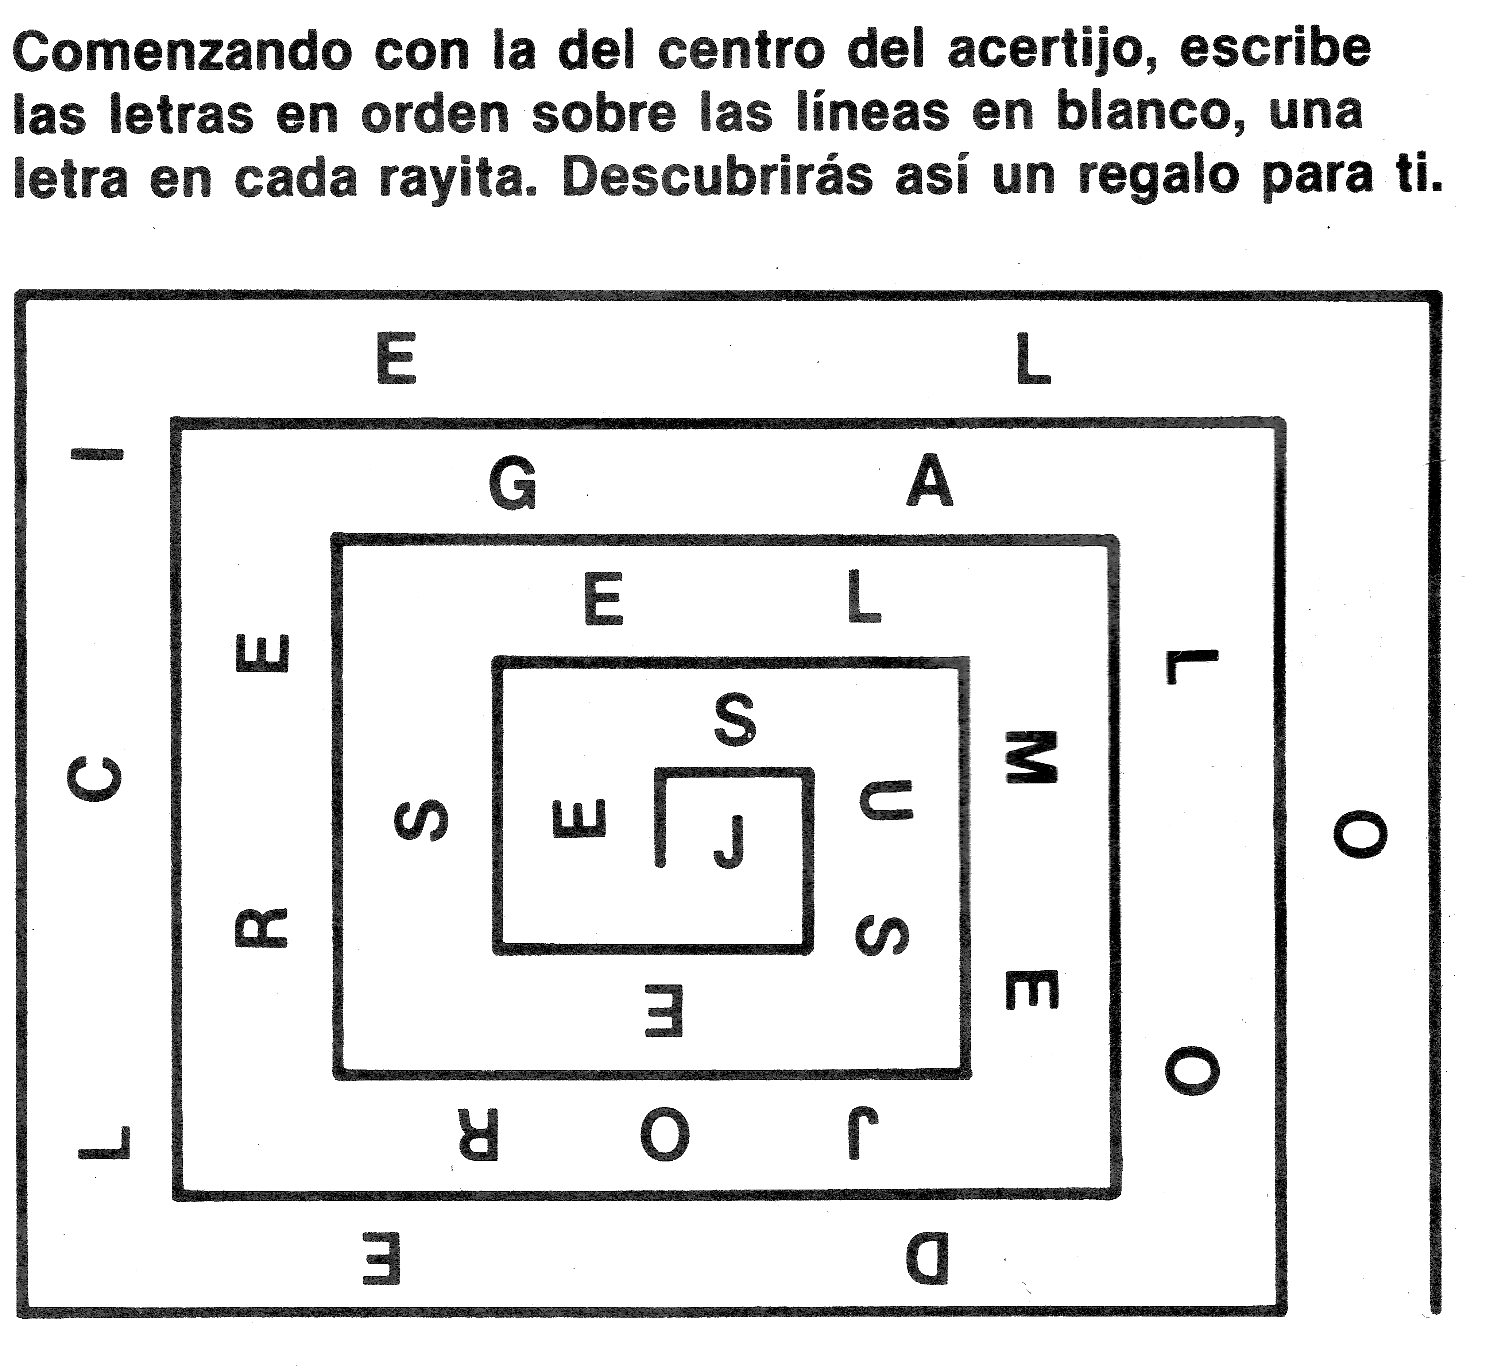 Comenzando con la del centro del acertijo, escribe
las letras en orden sobre las líneas en blanco, una
letra en cada rayita. Descubrirás así un regalo para ti.
J
E
S
U
S
E
S
E
L
M
E
J
O
R
R
E
G
A
L
O
D
E
L
C
I
E
L
O